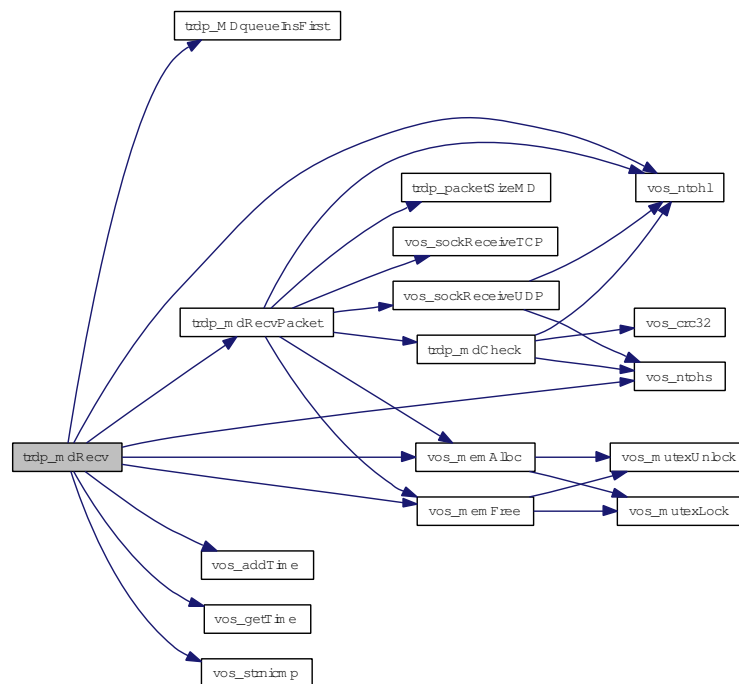 trdp_MDqueueInsFirst
vos_ntohl
trdp_packetSizeMD
vos_sockReceiveTCP
vos_sockReceiveUDP
trdp_mdRecvPacket
vos_crc32
trdp_mdCheck
vos_ntohs
trdp_mdRecv
vos_memAlloc
vos_mutexUnlock
vos_memFree
vos_mutexLock
vos_addTime
vos_getTime
vos_strnicmp